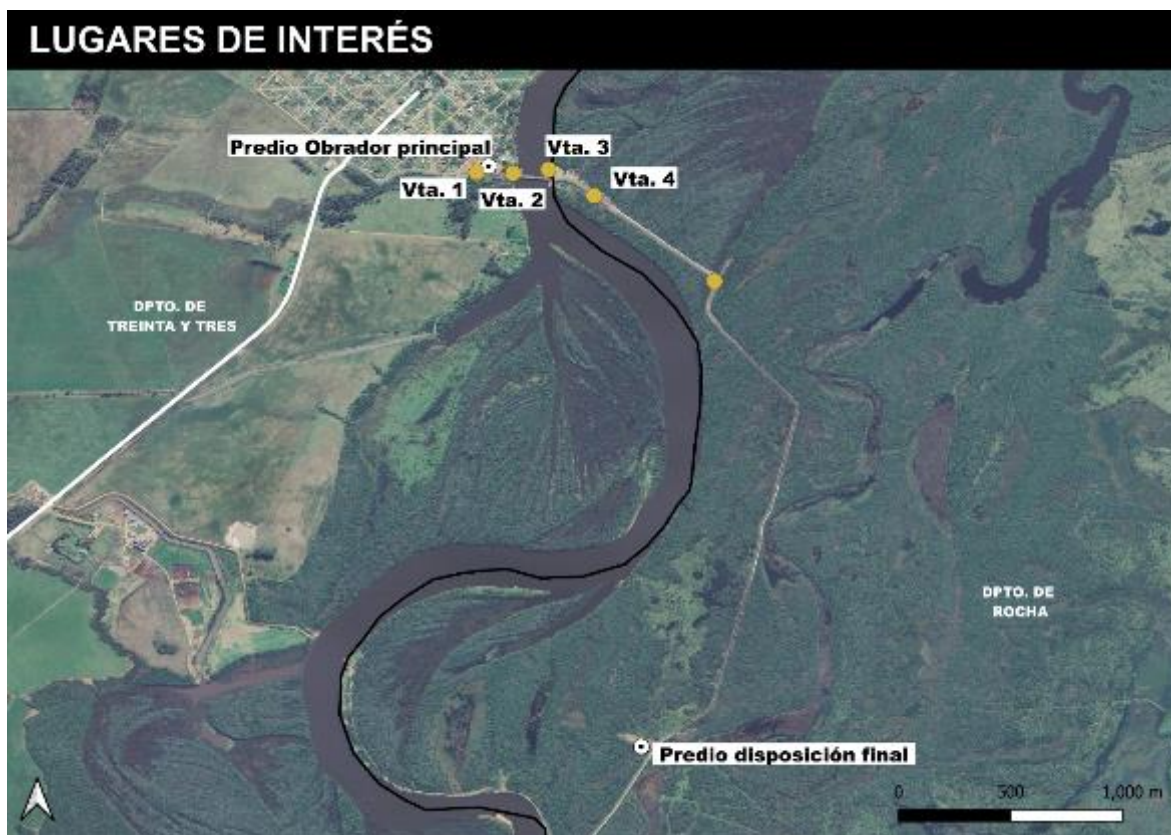 LUGARES DE INTERÉS
Predio Obrador principal
Vta. 3
Vta. 1
Vta. 2
Vta. 4
DPTO. DE
TREINTA Y TRES
DPTO. DE
ROCHA
Predio disposición final
0 500 1,000 m